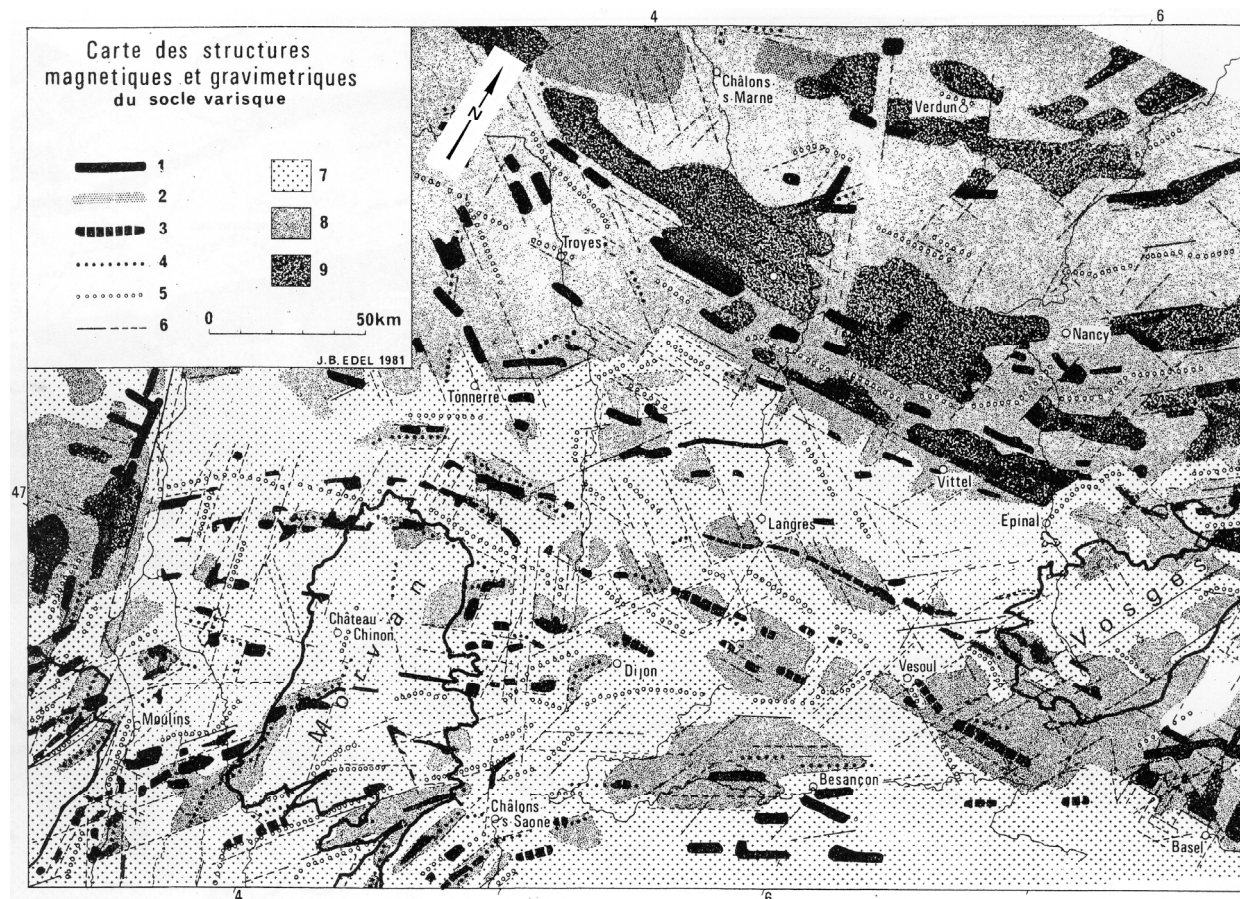 4
6
Carte des structures
magnetiques et gravimetriques
du socle varisque
N
1
2
3
4
5
6
7
8
9
0
50km
J.B. EDEL 1981
Châlons
s·Marne
Verdun
Troyes
Nancy
Tonnerre
47
Vittel
Epinal
Langres
Vosges
Château
Chinon
Morvan
Dijon
Vesoul
Moulins
Besançon
Châlons
s·Saone
Basel
4
6